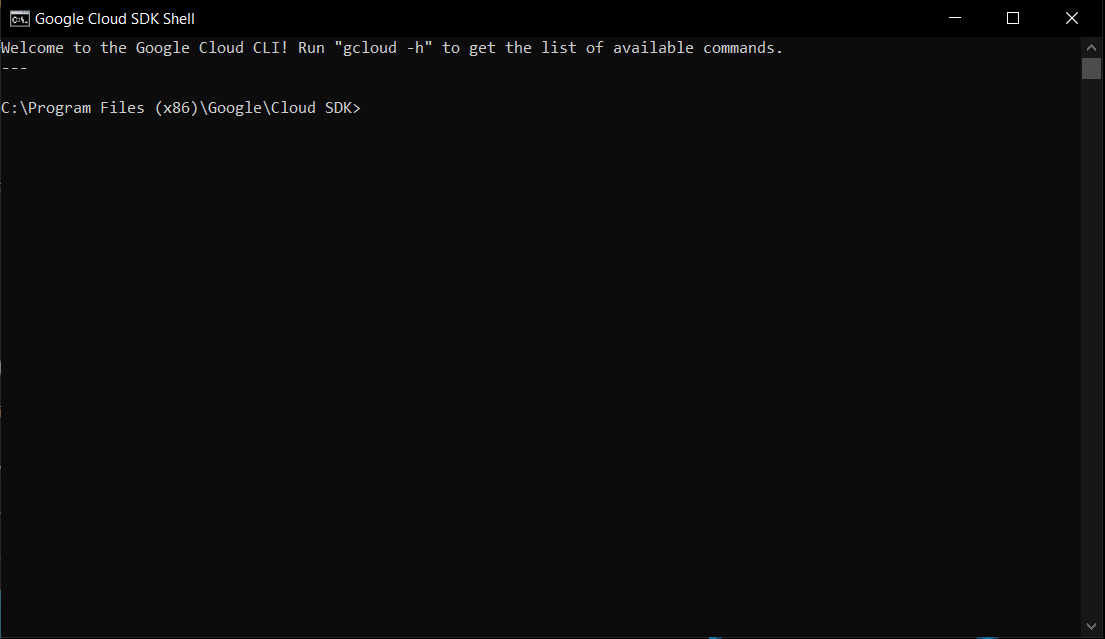 Google Cloud SDK Shell
Welcome to the Google Cloud CLI! Run "gcloud -h" to get the list of available commands.
---
C:\Program Files (x86)\Google\Cloud SDK>